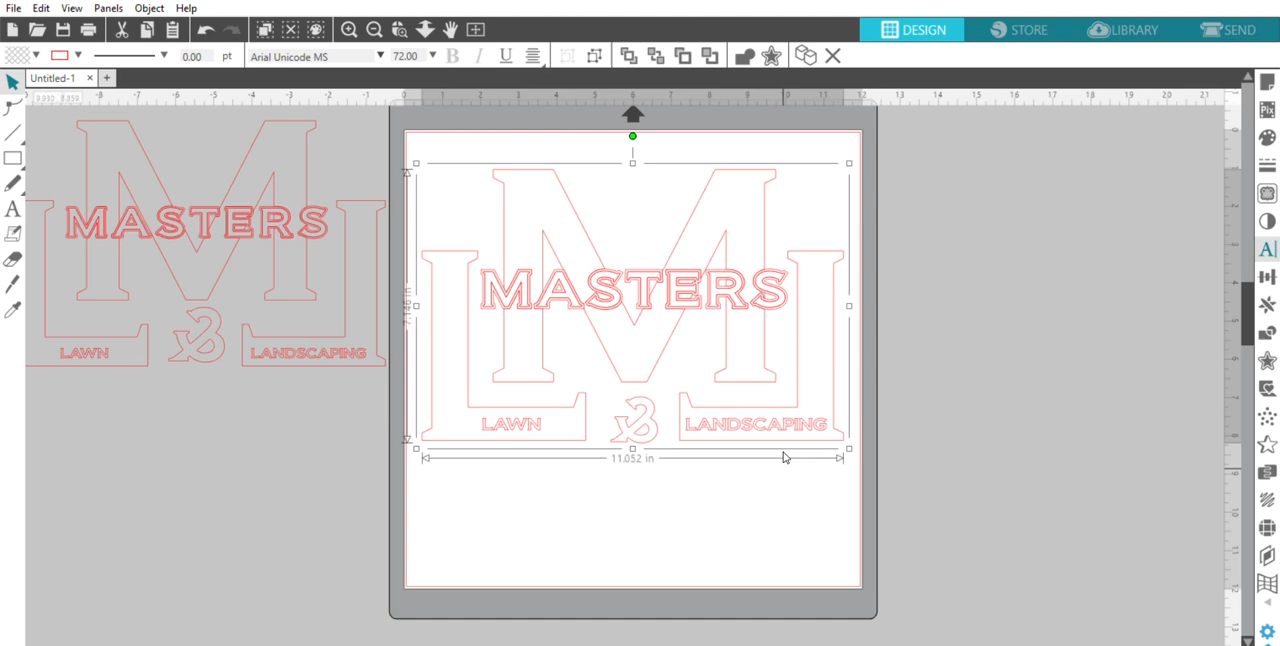 File Edit View Panels Object Help
DESIGN STORE LIBRARY SEND
0.00 pt Arial Unicode MS 72.00 B I U
Untitled-1 × +
MASTERS
LAWN & LANDSCAPING
MASTERS
LAWN & LANDSCAPING
11.052 in
A
Pix
A